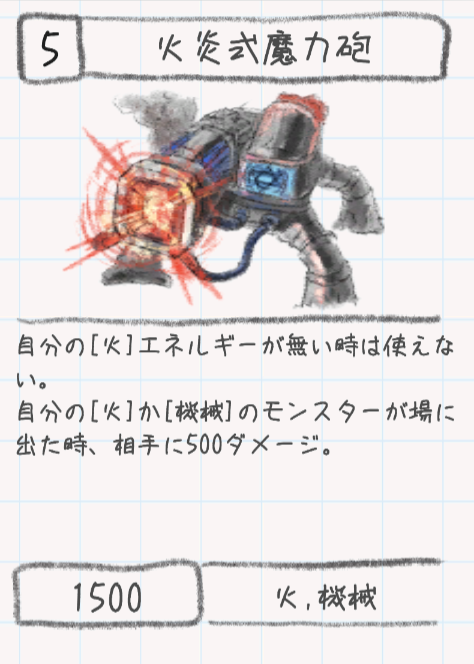 5
火炎式魔力砲
自分の[火]エネルギーが無い時は使えな
い。
自分の[火]か[機械]のモンスターが場に
出た時、相手に500ダメージ。
1500
火,機械